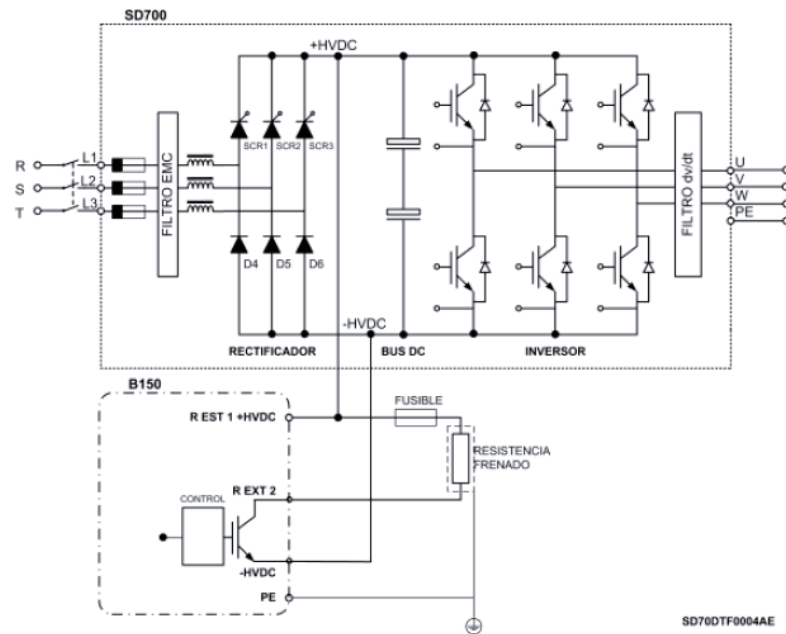 SD700
+HVDC
SCR1
SCR2
SCR3
R
L1
S
L2
T
L3
FILTRO EMC
D4
D5
D6
FILTRO dv/dt
U
V
W
PE
-HVDC
RECTIFICADOR
BUS DC
INVERSOR
B150
R EST 1 +HVDC
FUSIBLE
RESISTENCIA
FRENADO
R EXT 2
CONTROL
-HVDC
PE
SD70DTF0004AE